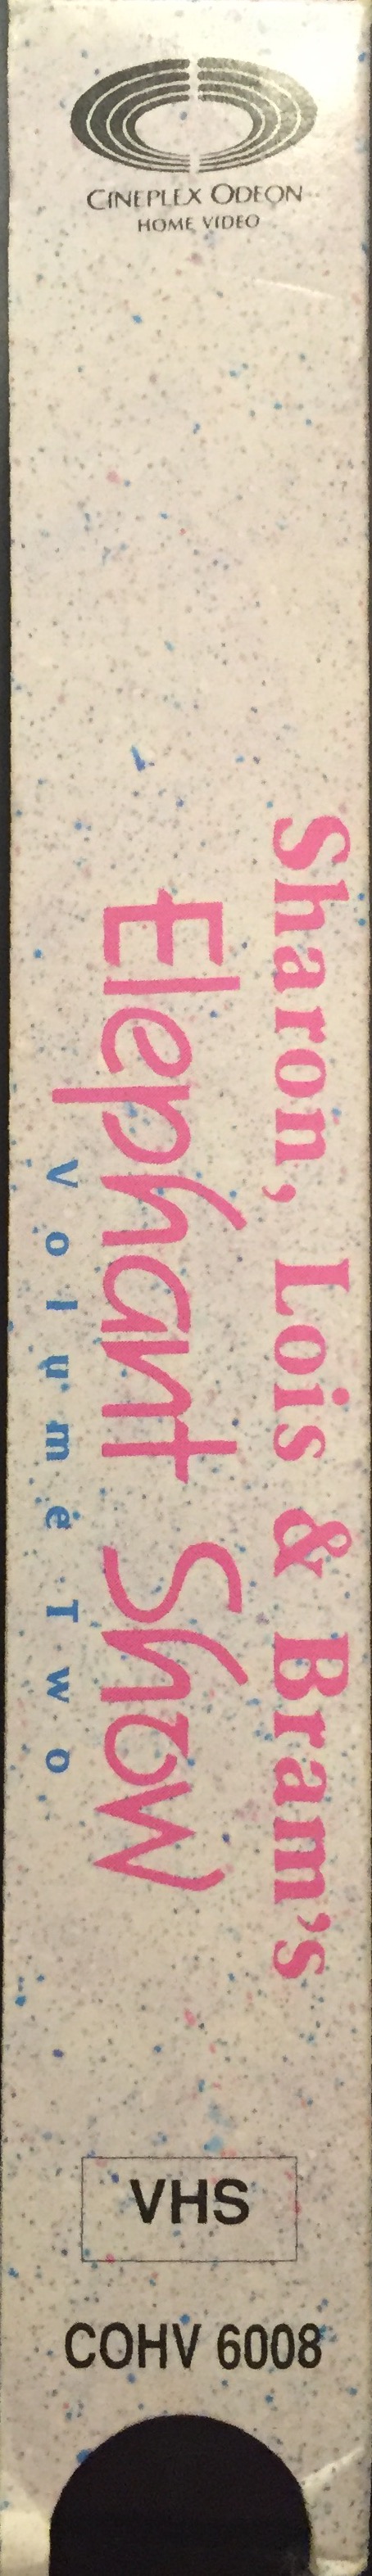 CINEPLEX ODEON
HOME VIDEO
Sharon, Lois & Bram's
Elephant Show
Volume Two
VHS
COHV 6008